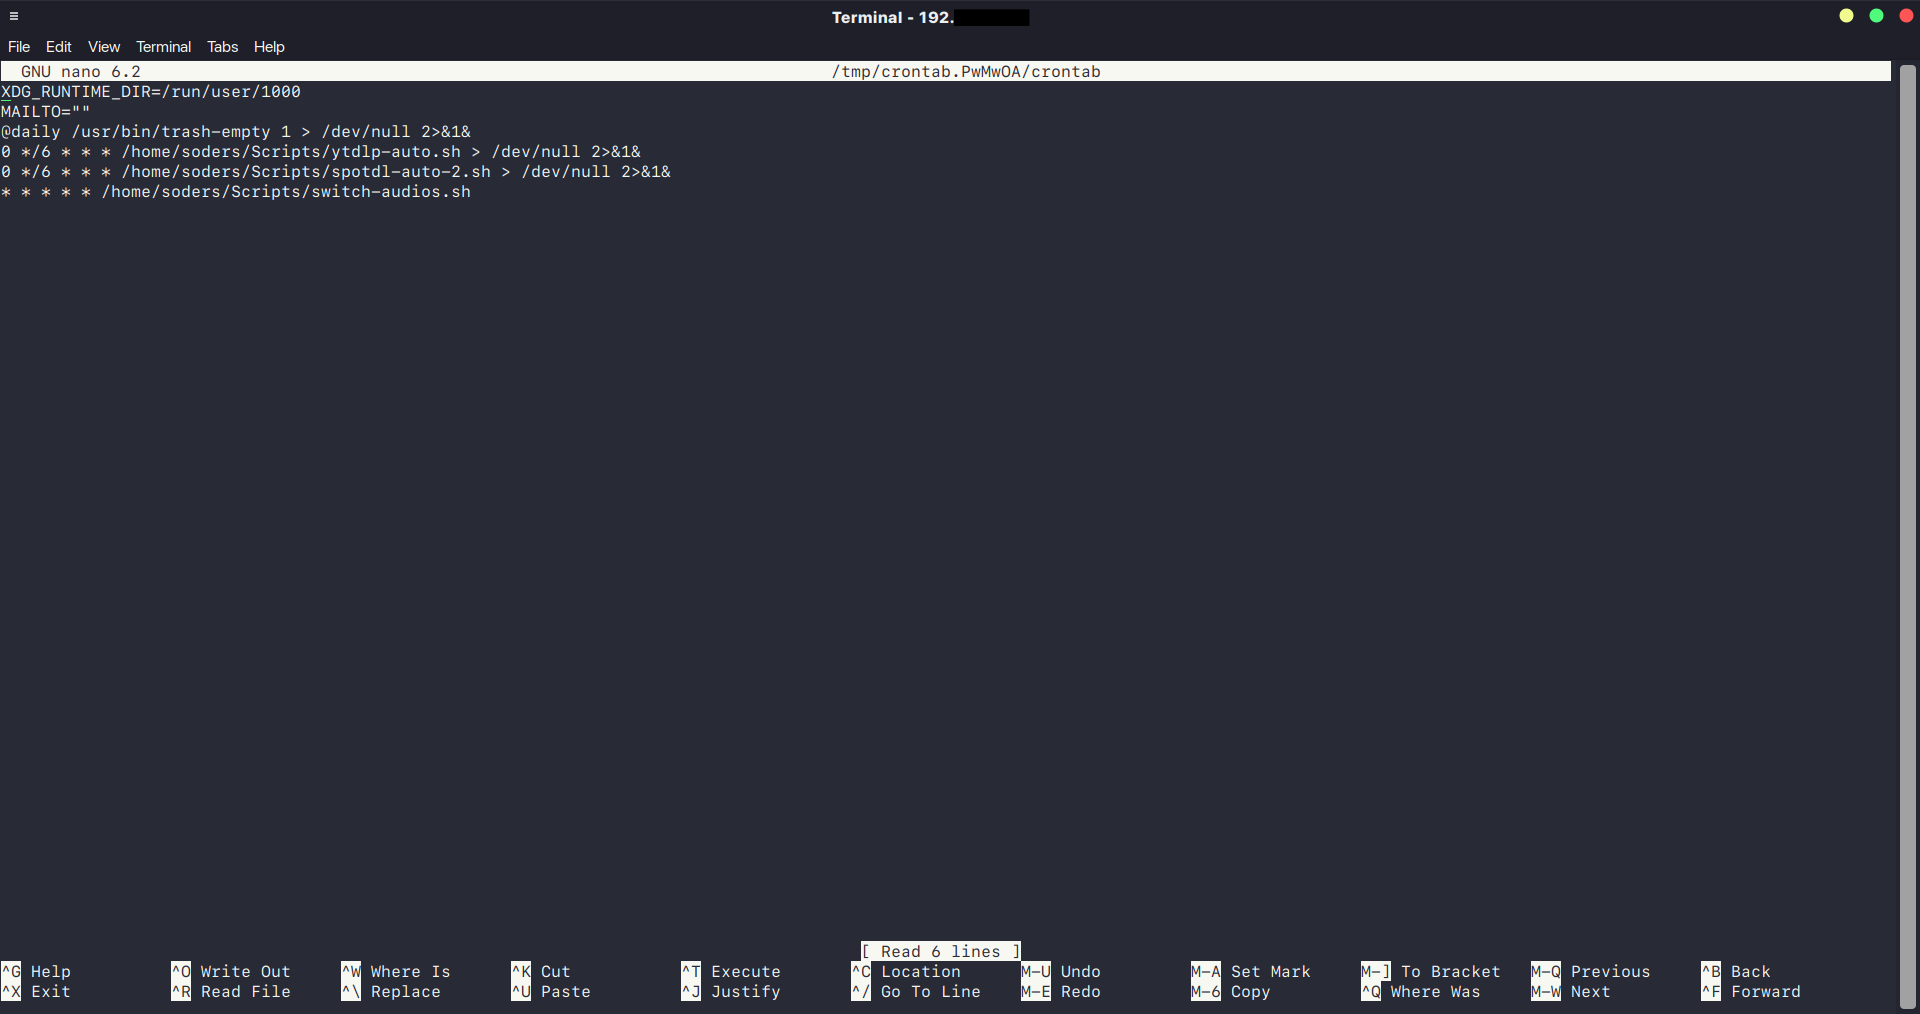 ≡ Terminal - 192.
File Edit View Terminal Tabs Help
GNU nano 6.2 /tmp/crontab.PwMwOA/crontab
XDG_RUNTIME_DIR=/run/user/1000
MAILTO=""
@daily /usr/bin/trash-empty 1 > /dev/null 2>&1&
0 */6 * * * /home/soders/Scripts/ytdlp-auto.sh > /dev/null 2>&1&
0 */6 * * * /home/soders/Scripts/spotdl-auto-2.sh > /dev/null 2>&1&
* * * * * /home/soders/Scripts/switch-audios.sh
[ Read 6 lines ]
^G Help ^O Write Out ^W Where Is ^K Cut ^T Execute ^C Location M-U Undo M-A Set Mark M-] To Bracket M-Q Previous ^B Back
^X Exit ^R Read File ^\ Replace ^U Paste ^J Justify ^/ Go To Line M-E Redo M-6 Copy ^Q Where Was M-W Next ^F Forward